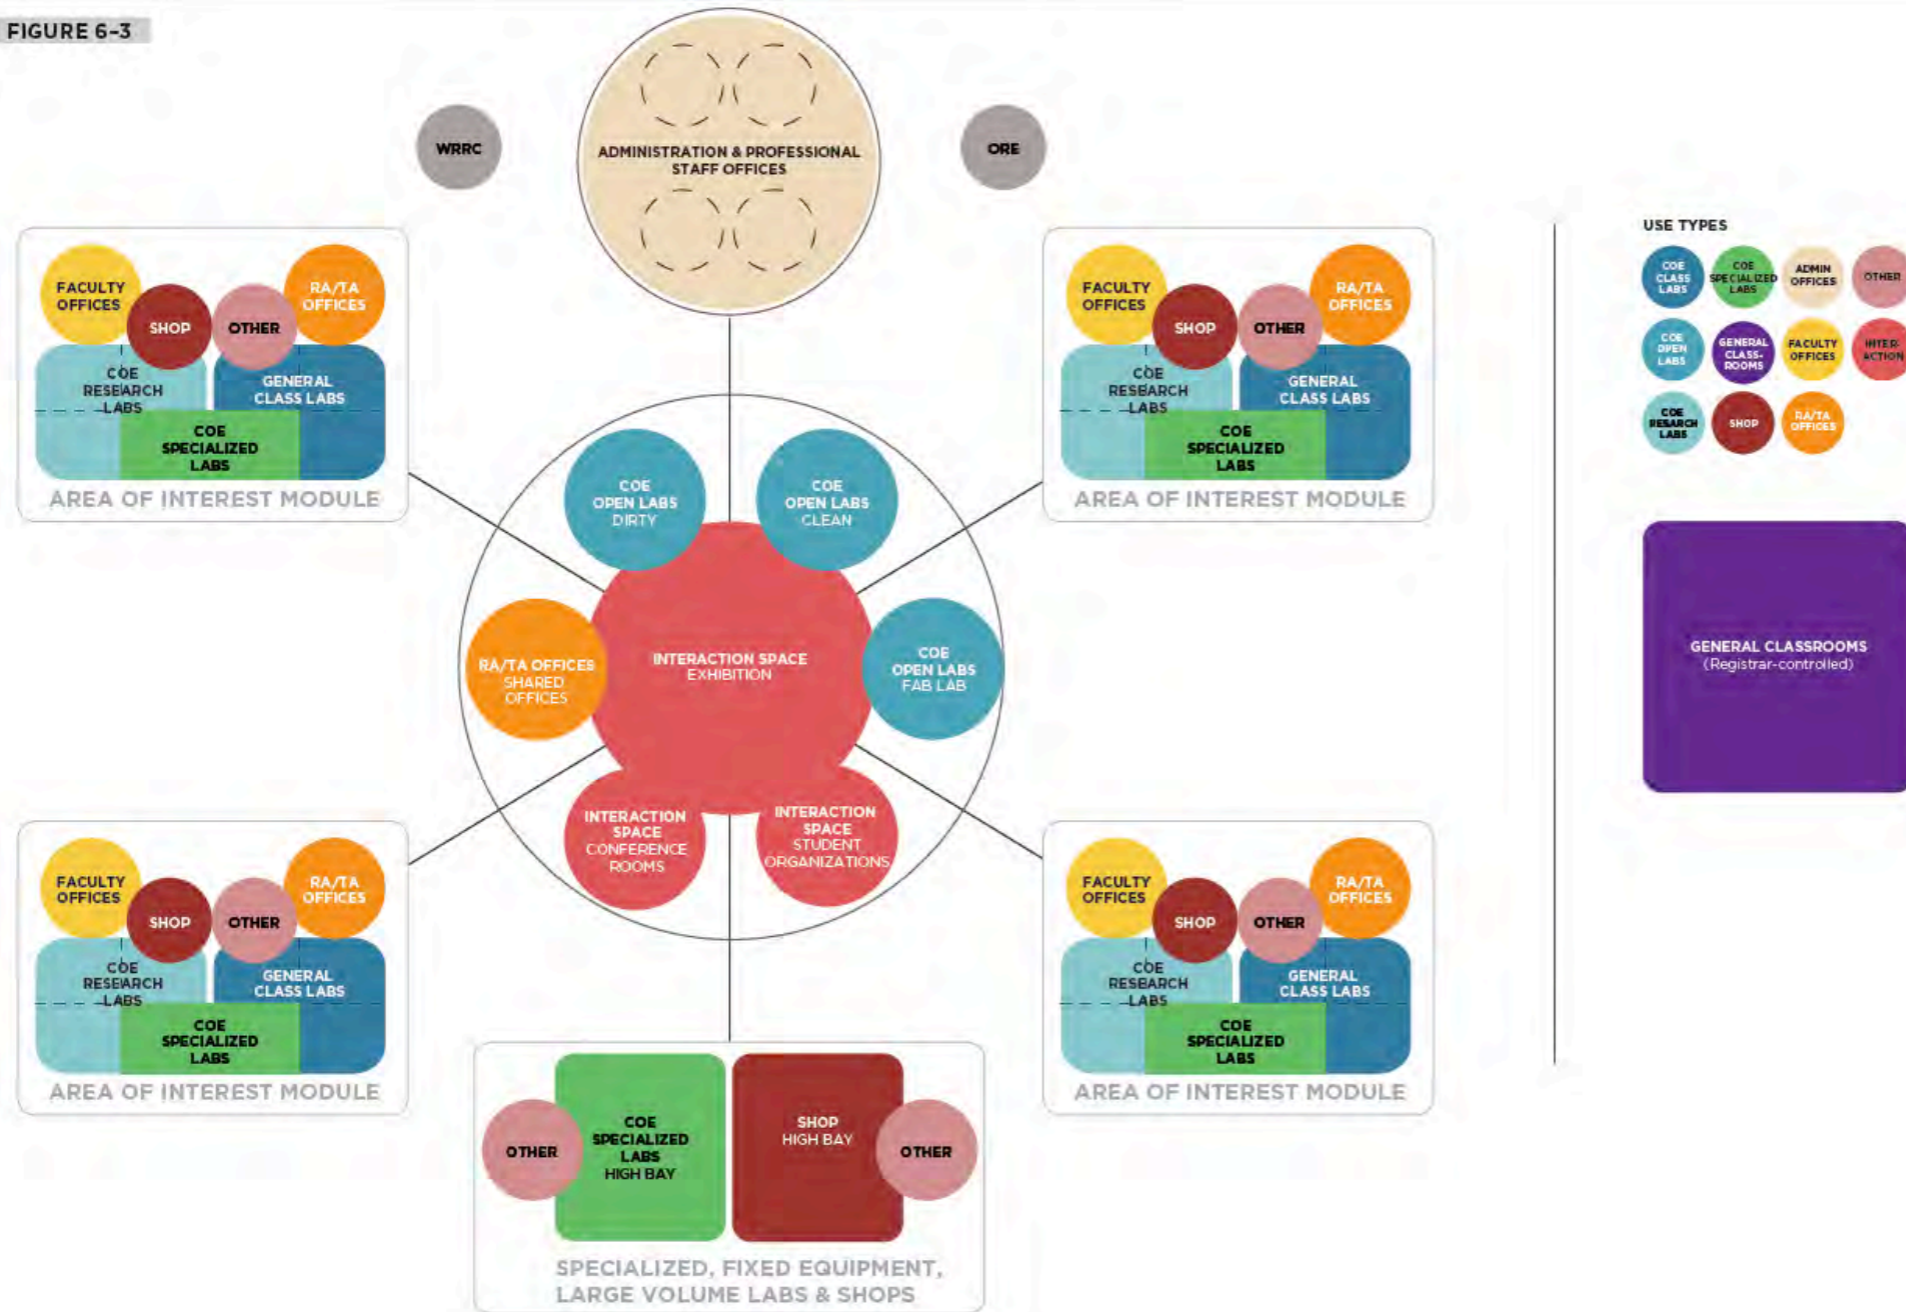 FIGURE 6-3
WRRC
ADMINISTRATION & PROFESSIONAL
STAFF OFFICES
ORE
FACULTY
OFFICES
SHOP
OTHER
RA/TA
OFFICES
COE
RESEARCH
LABS
GENERAL
CLASS LABS
COE
SPECIALIZED
LABS
AREA OF INTEREST MODULE
FACULTY
OFFICES
SHOP
OTHER
RA/TA
OFFICES
COE
RESEARCH
LABS
GENERAL
CLASS LABS
COE
SPECIALIZED
LABS
AREA OF INTEREST MODULE
COE
OPEN LABS
DIRTY
COE
OPEN LABS
CLEAN
RA/TA OFFICES
SHARED
OFFICES
INTERACTION SPACE
EXHIBITION
COE
OPEN LABS
FAB LAB
INTERACTION
SPACE
CONFERENCE
ROOMS
INTERACTION
SPACE
STUDENT
ORGANIZATIONS
FACULTY
OFFICES
SHOP
OTHER
RA/TA
OFFICES
COE
RESEARCH
LABS
GENERAL
CLASS LABS
COE
SPECIALIZED
LABS
AREA OF INTEREST MODULE
FACULTY
OFFICES
SHOP
OTHER
RA/TA
OFFICES
COE
RESEARCH
LABS
GENERAL
CLASS LABS
COE
SPECIALIZED
LABS
AREA OF INTEREST MODULE
OTHER
COE
SPECIALIZED
LABS
HIGH BAY
SHOP
HIGH BAY
OTHER
SPECIALIZED, FIXED EQUIPMENT,
LARGE VOLUME LABS & SHOPS
USE TYPES
COE
CLASS
LABS
COE
SPECIALIZED
LABS
ADMIN
OFFICES
OTHER
COE
OPEN
LABS
GENERAL
CLASS-
ROOMS
FACULTY
OFFICES
INTER-
ACTION
COE
RESARCH
LABS
SHOP
RA/TA
OFFICES
GENERAL CLASSROOMS
(Registrar-controlled)